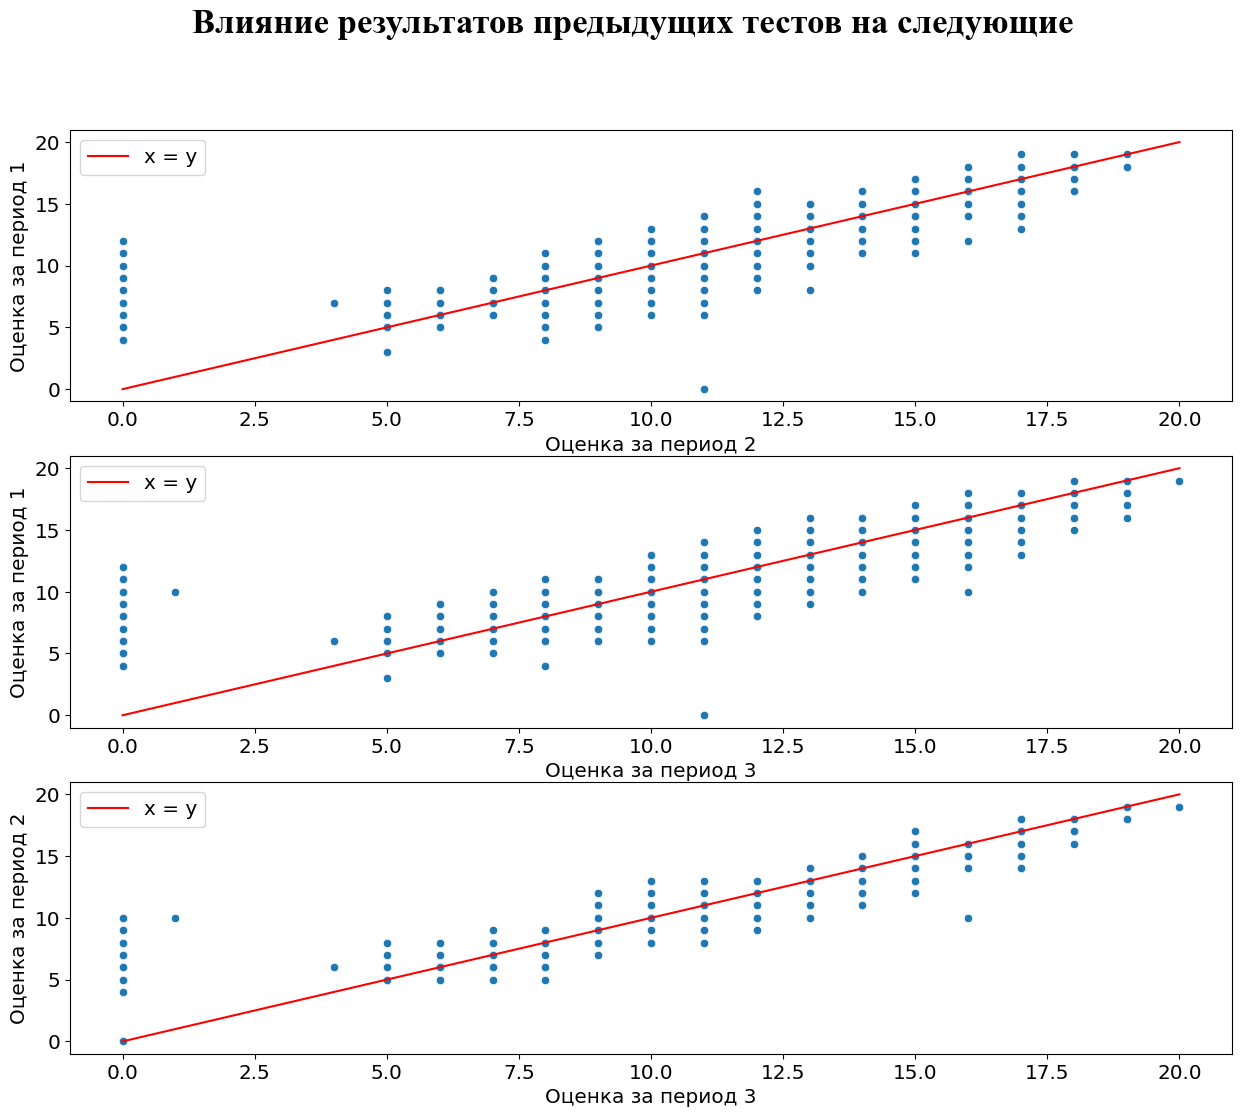 Влияние результатов предыдущих тестов на следующие
x = y
Оценка за период 1
20
15
10
5
0
0.0 2.5 5.0 7.5 10.0 12.5 15.0 17.5 20.0
Оценка за период 2
x = y
Оценка за период 1
20
15
10
5
0
0.0 2.5 5.0 7.5 10.0 12.5 15.0 17.5 20.0
Оценка за период 3
x = y
Оценка за период 2
20
15
10
5
0
0.0 2.5 5.0 7.5 10.0 12.5 15.0 17.5 20.0
Оценка за период 3